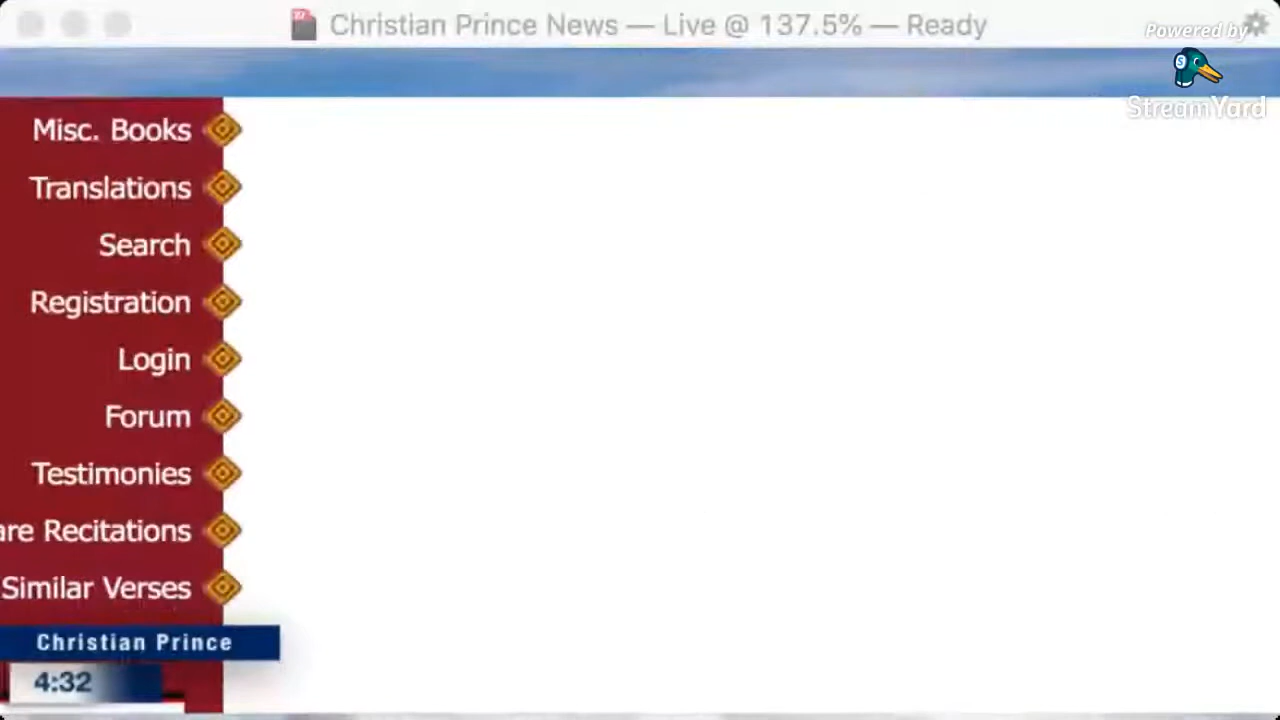 Christian Prince News — Live @ 137.5% — Ready
Powered by
StreamYard
Misc. Books
Translations
Search
Registration
Login
Forum
Testimonies
are Recitations
Similar Verses
Christian Prince
4:32